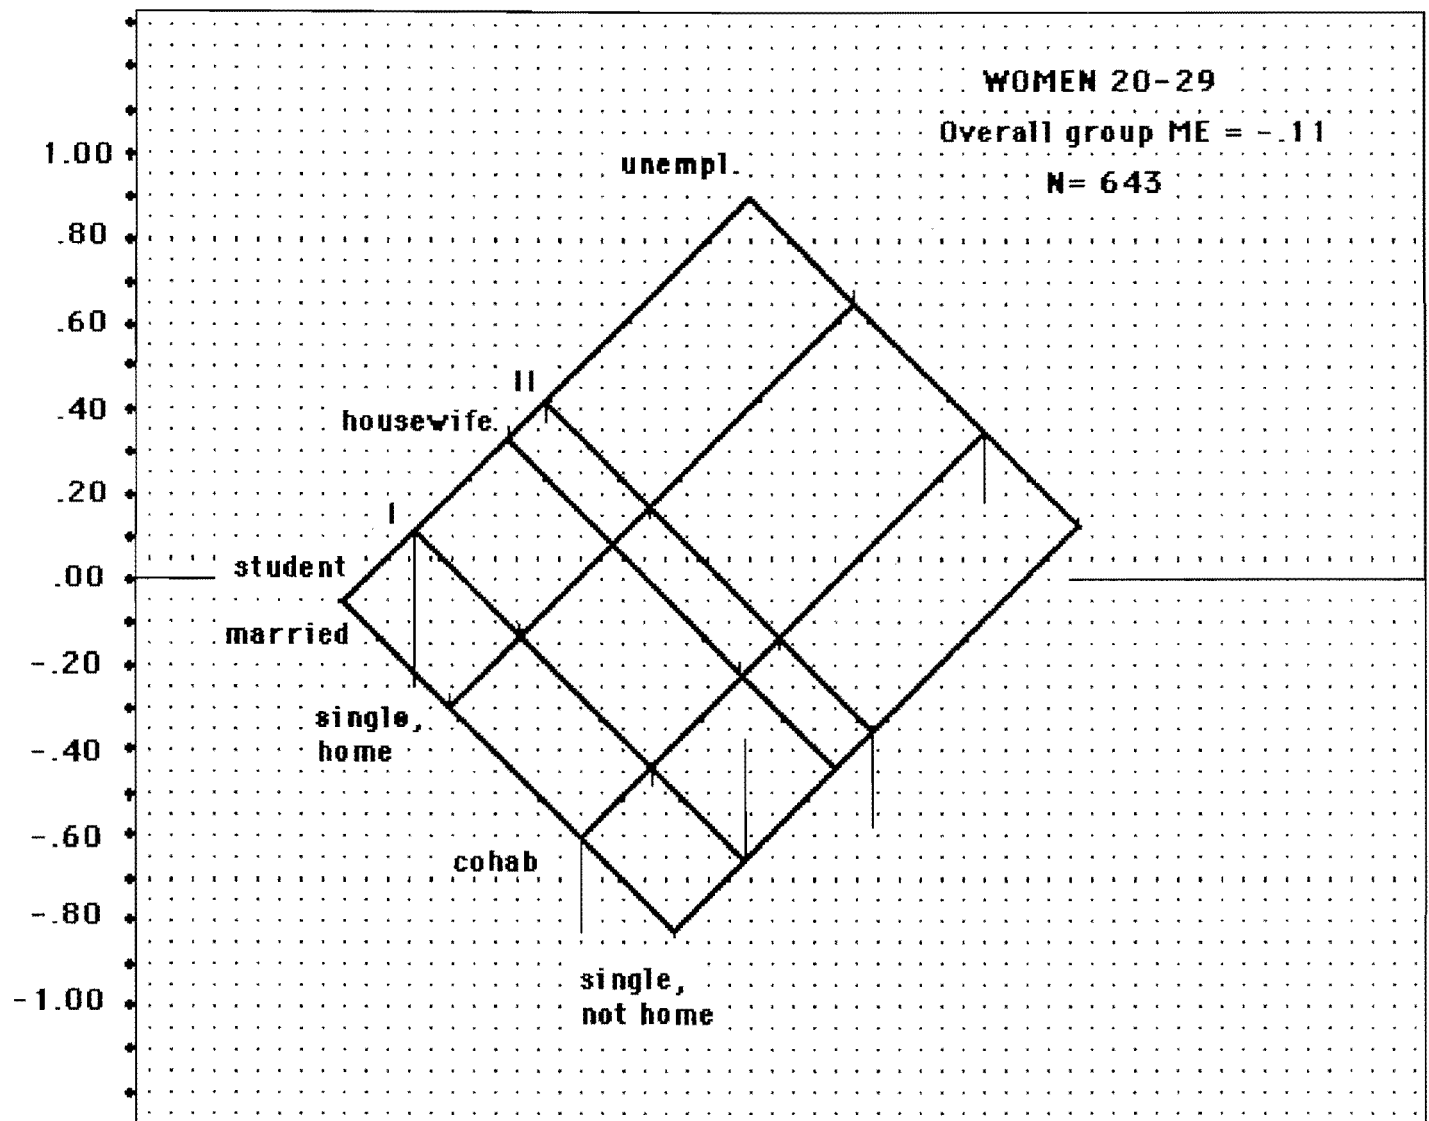 WOMEN 20-29
Overall group ME = -.11
N= 643
1.00
unempl.
.80
.60
II
.40
housewife
.20
I
.00
student
married
-.20
single,
home
-.40
-.60
cohab
-.80
single,
not home
-1.00